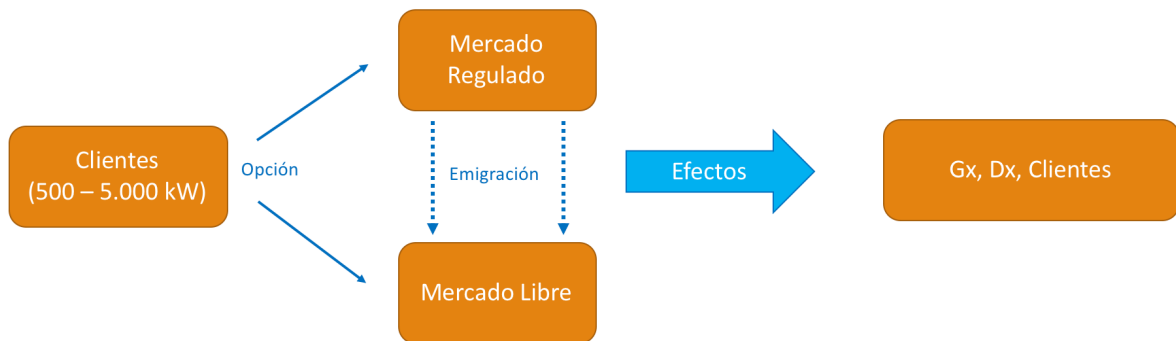 Clientes
(500 – 5.000 kW)
Opción
Mercado
Regulado
Emigración
Mercado Libre
Efectos
Gx, Dx, Clientes